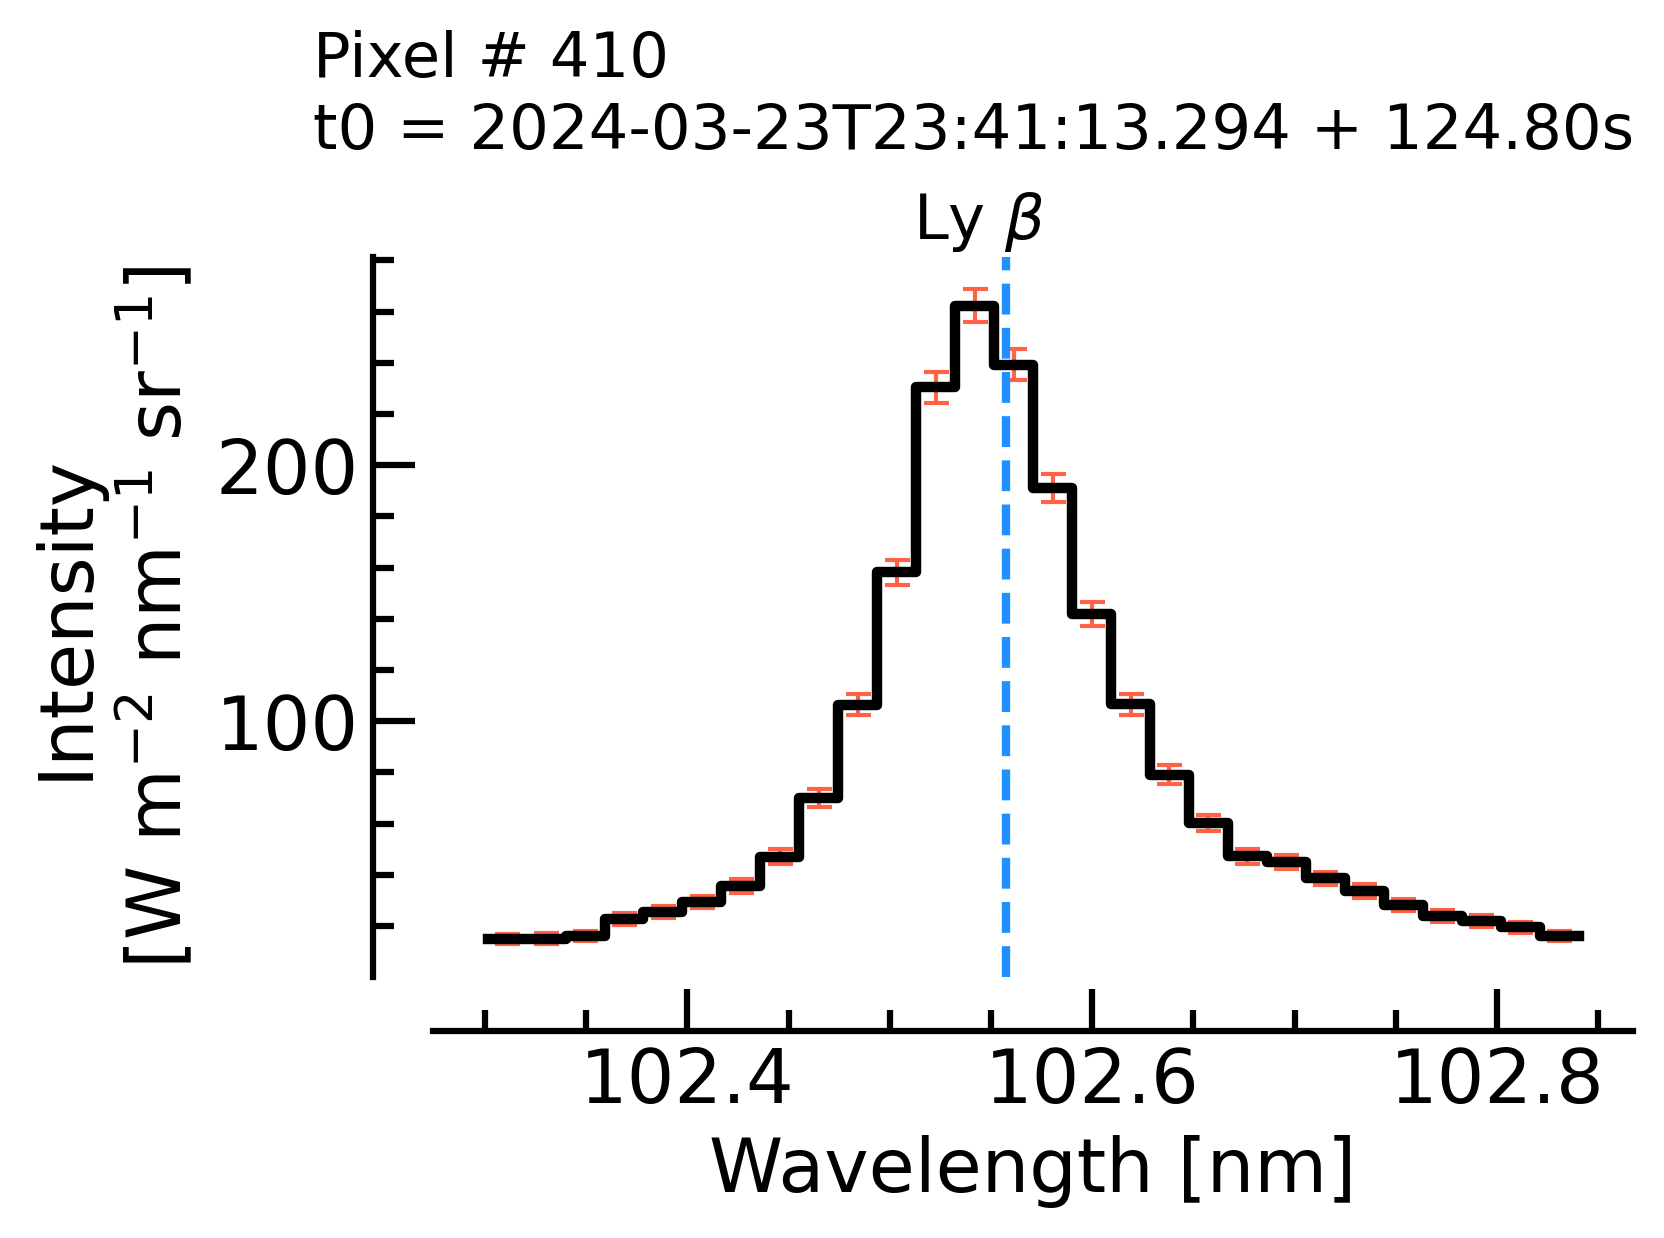 Pixel # 410
t0 = 2024-03-23T23:41:13.294 + 124.80s
Ly β
Intensity
[W m⁻² nm⁻¹ sr⁻¹]
200
100
102.4 102.6 102.8
Wavelength [nm]